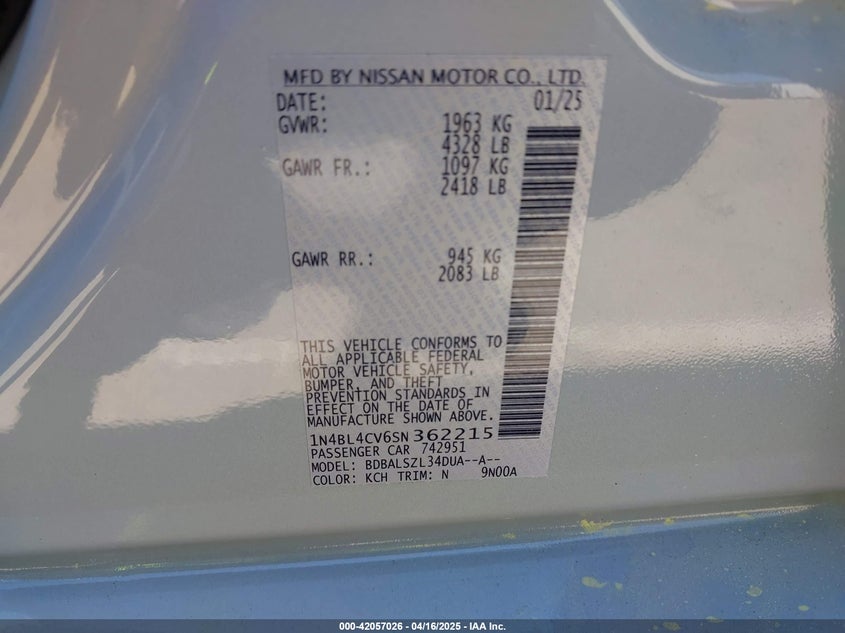 MFD BY NISSAN MOTOR CO., LTD.
DATE: 01/25
GVWR: 1963 KG
4328 LB
GAWR FR.: 1097 KG
2418 LB
GAWR RR.: 945 KG
2083 LB
THIS VEHICLE CONFORMS TO
ALL APPLICABLE FEDERAL
MOTOR VEHICLE SAFETY,
BUMPER, AND THEFT
PREVENTION STANDARDS IN
EFFECT ON THE DATE OF
MANUFACTURE SHOWN ABOVE.
1N4BL4CV6SN362215
PASSENGER CAR 742951
MODEL: BDBALSZL34DUA--A--
COLOR: KCH TRIM: N 9N00A
000-42057026 - 04/16/2025 - IAA Inc.